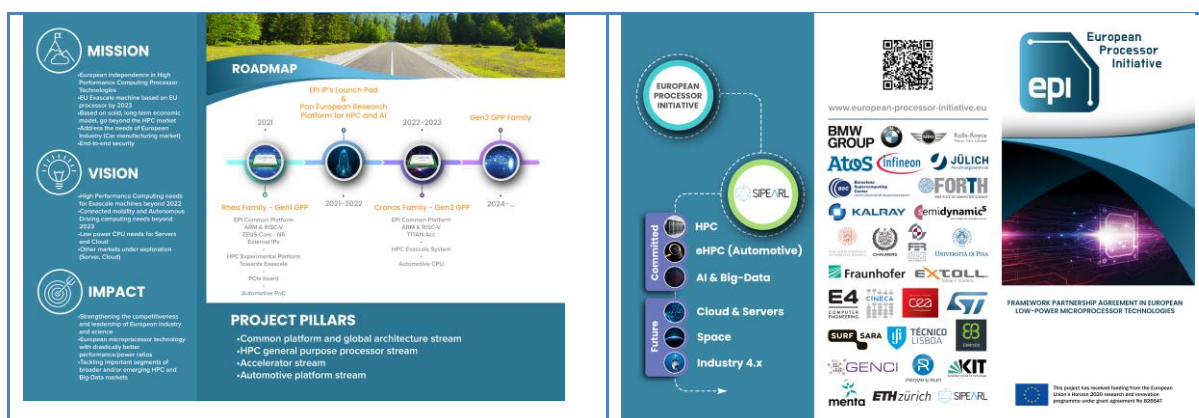 MISSION
•European independence in High
Performance Computing Processor
Technologies
•EU Exascale machine based on EU
processor by 2023
•Based on solid, long-term economic
model, go beyond the HPC market
•Address the needs of European
Industry (Car manufacturing market)
•End-to-end security
VISION
•High Performance Computing needs
for Exascale machines beyond 2022
•Connected mobility and Autonomous
Driving computing needs beyond
2023
•Low power CPU needs for Servers
and Cloud
•Other markets under exploration
(Server, Cloud)
IMPACT
•Strengthening the competitiveness
and leadership of European industry
and science
•European microprocessor technology
with drastically better
performance/power ratios
•Tackling important segments of
broader and/or emerging HPC and
Big-Data markets
ROADMAP
EPI IP's Launch Pad
&
Pan European Research
Platform for HPC and AI
2021
2022-2023
Gen3 GPP Family
Rhea Family - Gen1 GPP
2021-2022
Cronos Family - Gen2 GPP
2024-...
EPI Common Platform
ARM & RISC-V
ZEUS Core - N6
External IPs
HPC Experimental Platform
Towards Exascale
PCIe board
Automotive PoC
EPI Common Platform
ARM & RISC-V
TITAN Acc
HPC Exascale System
Automotive CPU
PROJECT PILLARS
•Common platform and global architecture stream
•HPC general purpose processor stream
•Accelerator stream
•Automotive platform stream
EUROPEAN
PROCESSOR
INITIATIVE
SIPEARL
Committed
HPC
eHPC (Automotive)
AI & Big-Data
Future
Cloud & Servers
Space
Industry 4.x
www.european-processor-initiative.eu
BMW
GROUP
MINI
Rolls-Royce
Atos
infineon
JÜLICH
Forschungszentrum
BSC
Barcelona
Supercomputing
Center
FORTH
KALRAY
semidynamics
CHALMERS
FER
UNIVERSITÀ DI PISA
Fraunhofer
EXTOLL
E4
COMPUTER
ENGINEERING
CINECA
cea
ST
SURF SARA
TÉCNICO
LISBOA
GENCI
PROVE & RUN
KIT
menta
ETH zürich
SIPEARL
European
Processor
Initiative
epi
FRAMEWORK PARTNERSHIP AGREEMENT IN EUROPEAN
LOW-POWER MICROPROCESSOR TECHNOLOGIES
This project has received funding from the European
Union's Horizon 2020 research and innovation
programme under grant agreement No 826647